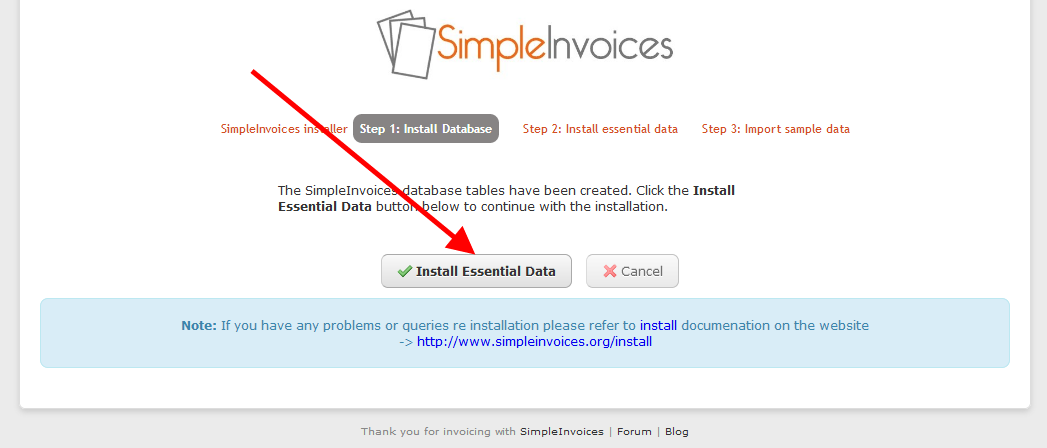 SimpleInvoices
SimpleInvoices installer Step 1: Install Database Step 2: Install essential data Step 3: Import sample data
The SimpleInvoices database tables have been created. Click the Install
Essential Data button below to continue with the installation.
Install Essential Data Cancel
Note: If you have any problems or queries re installation please refer to install documenation on the website
-> http://www.simpleinvoices.org/install
Thank you for invoicing with SimpleInvoices | Forum | Blog